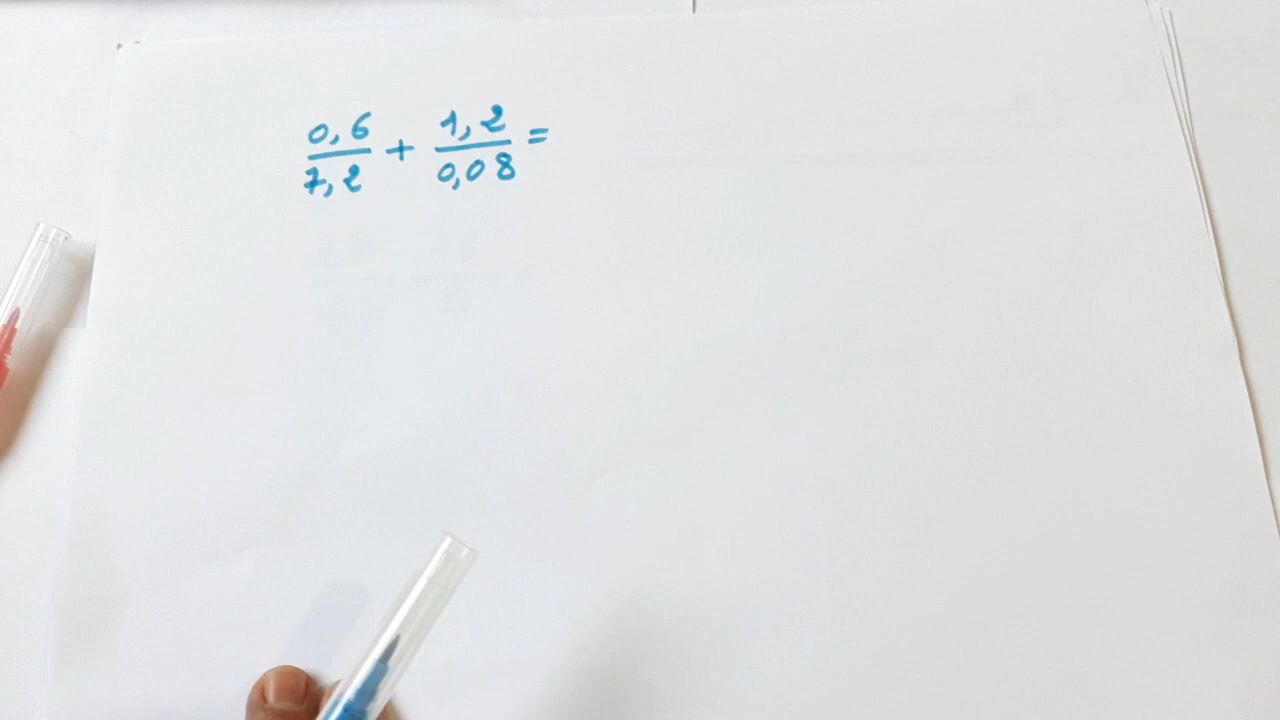 0,6/7,2 + 1,2/0,08 =